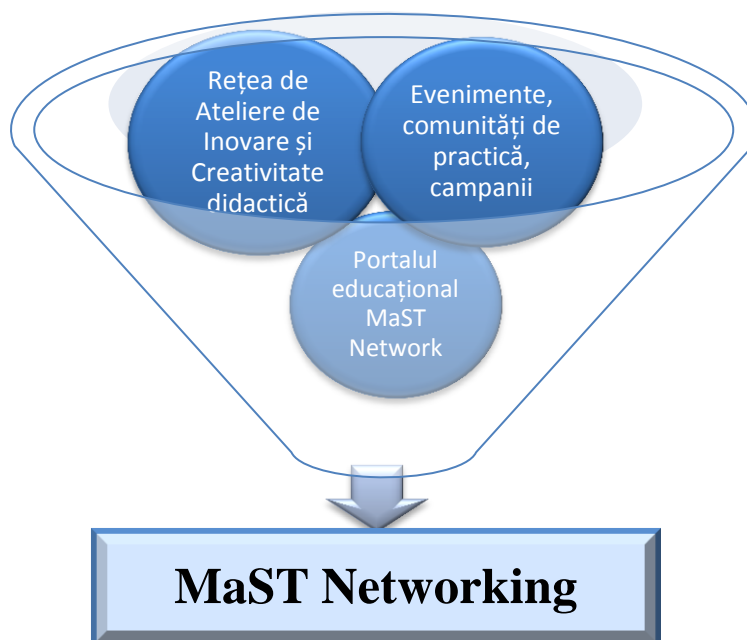 Rețea de
Ateliere de
Inovare și
Creativitate
didactică
Evenimente,
comunități de
practică,
campanii
Portalul
educațional
MaST
Network
MaST Networking